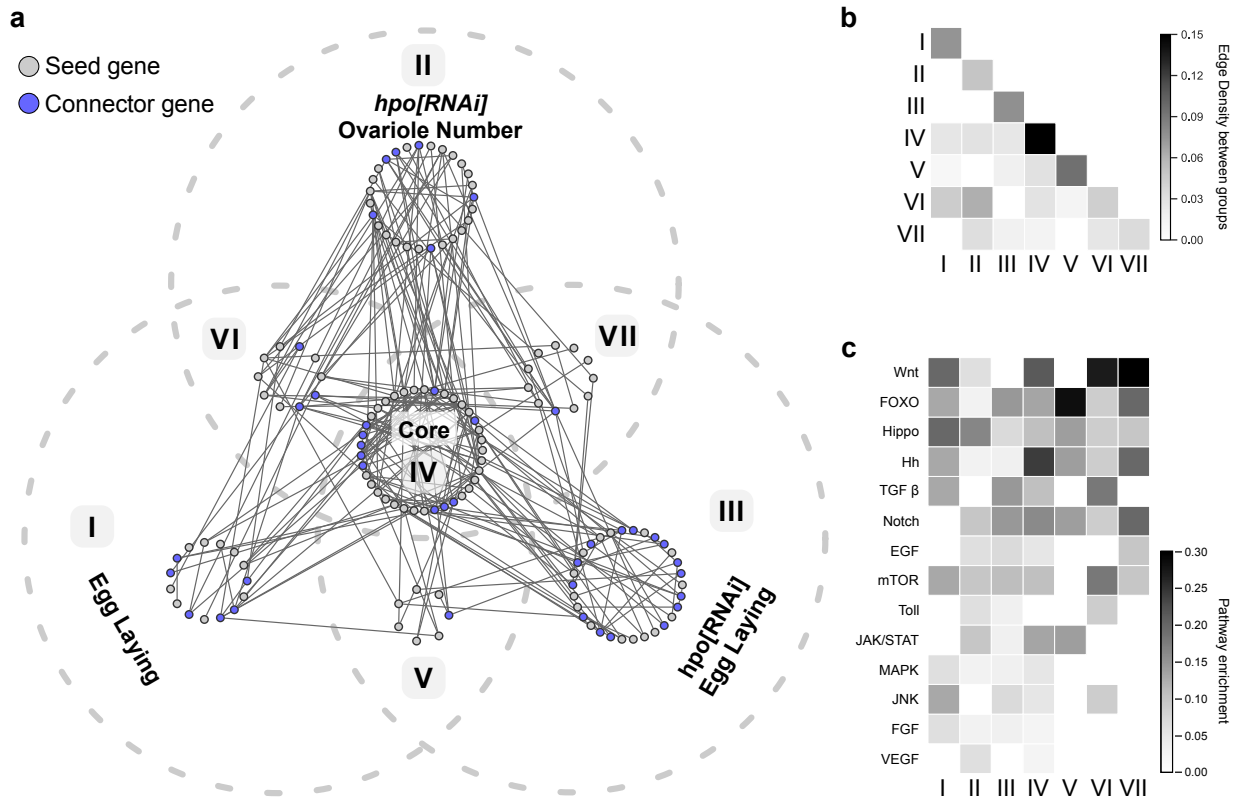 a
Seed gene
Connector gene
II
hpo[RNAi]
Ovariole Number
VI
VII
Core
IV
I
Egg Laying
III
hpo[RNAi]
Egg Laying
V
b
I
II
III
IV
V
VI
VII
I II III IV V VI VII
0.15
0.12
0.09
0.06
0.03
0.00
Edge Density between groups
c
Wnt
FOXO
Hippo
Hh
TGF β
Notch
EGF
mTOR
Toll
JAK/STAT
MAPK
JNK
FGF
VEGF
I II III IV V VI VII
0.30
0.25
0.20
0.15
0.10
0.05
0.00
Pathway enrichment